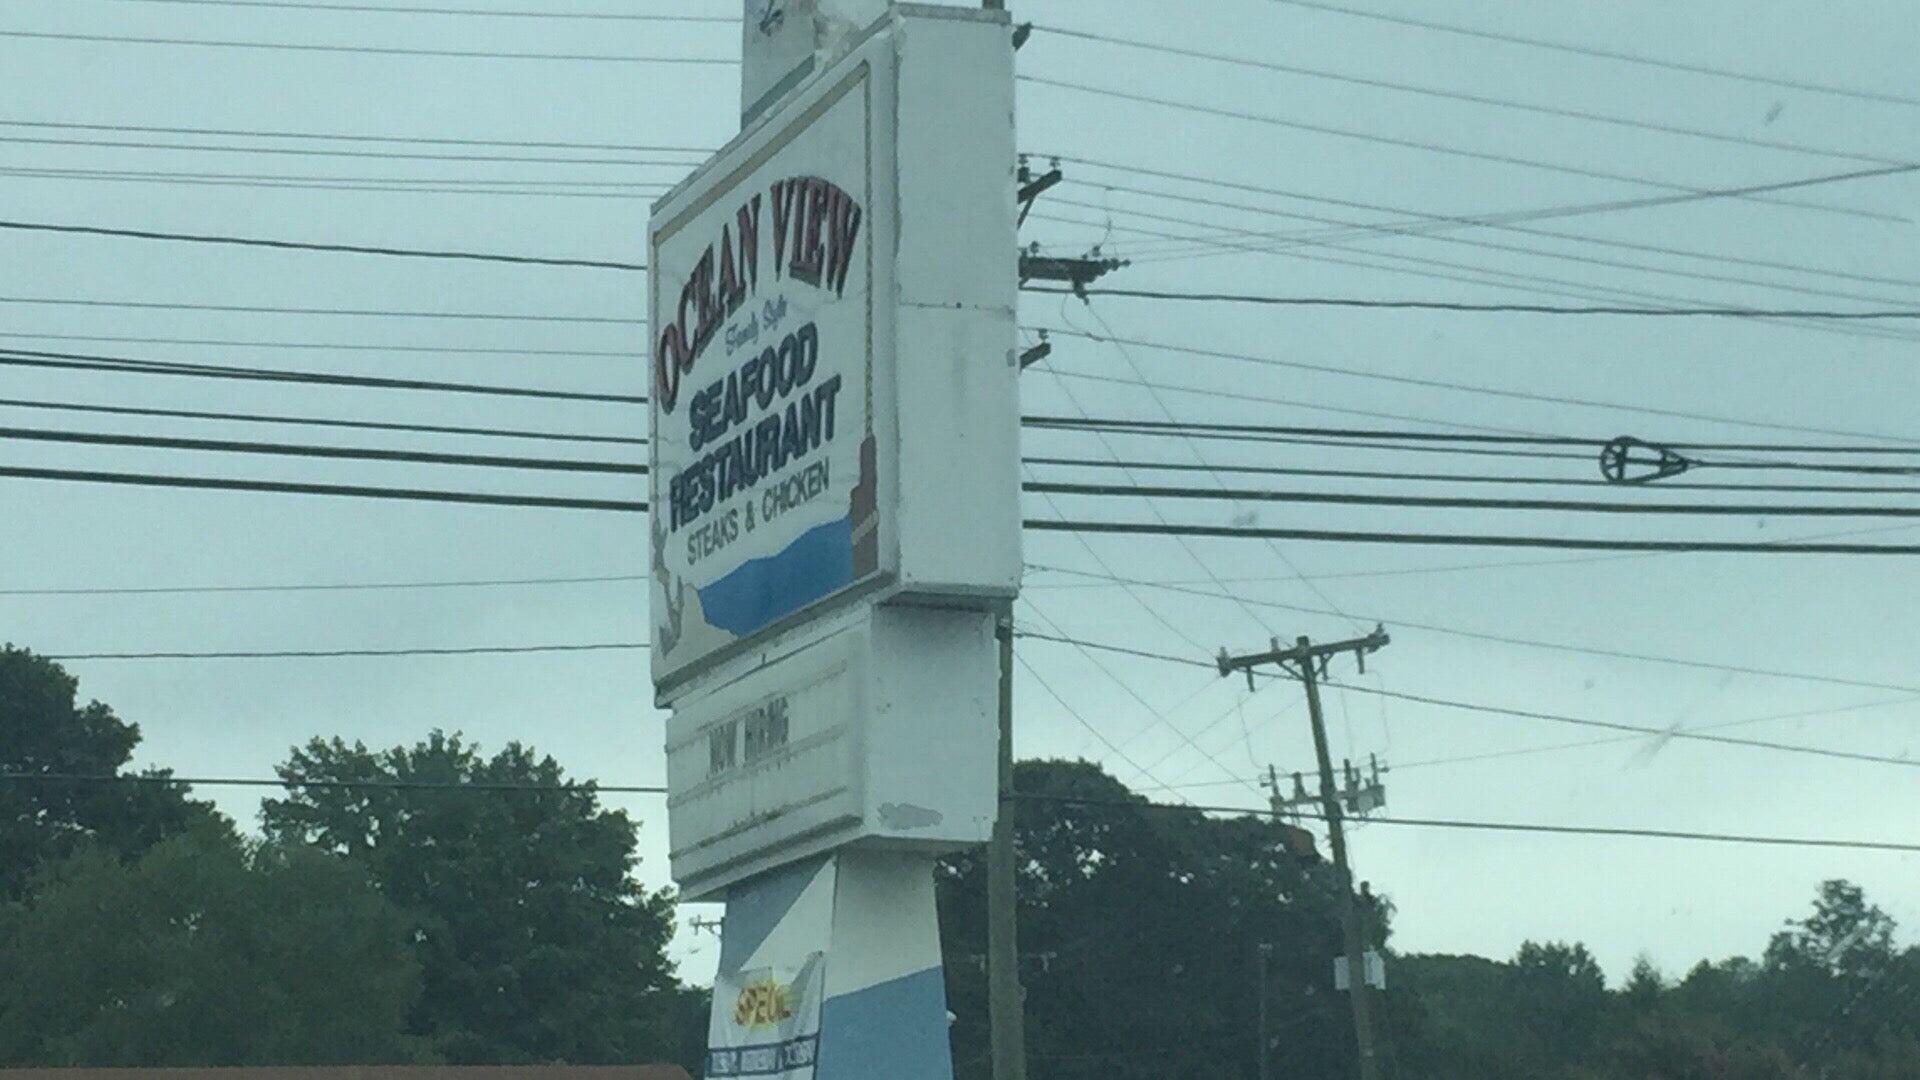 OCEAN VIEW
Family Style
SEAFOOD
RESTAURANT
STEAKS & CHICKEN
NOW HIRING
SPECIAL